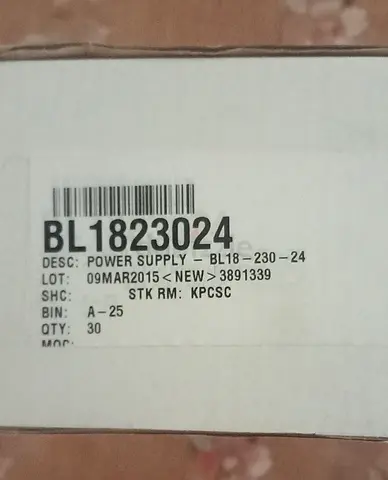 BL1823024
DESC: POWER SUPPLY - BL18-230-24
LOT: 09MAR2015<NEW>3891339
SHC: STK RM: KPCSC
BIN: A-25
QTY: 30